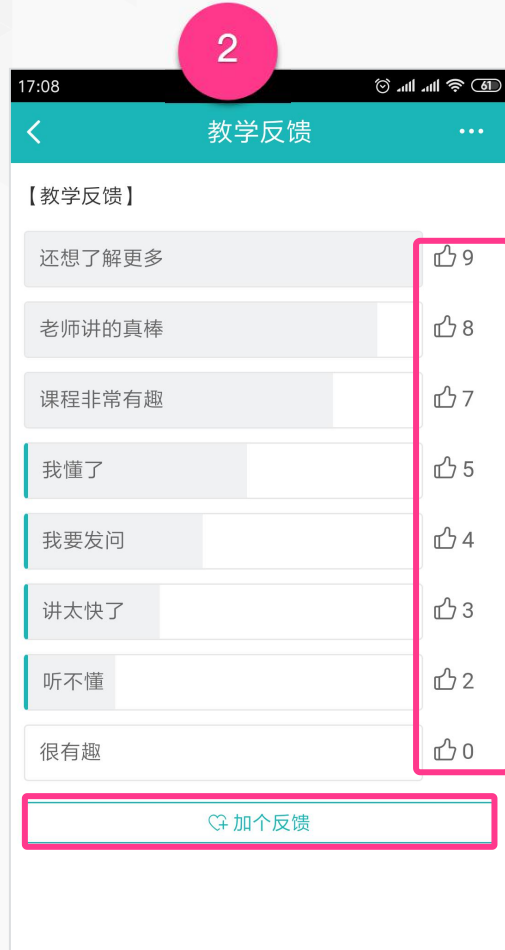 2
17:08
61
教学反馈
【教学反馈】
还想了解更多 9
老师讲的真棒 8
课程非常有趣 7
我懂了 5
我要发问 4
讲太快了 3
听不懂 2
很有趣 0
加个反馈